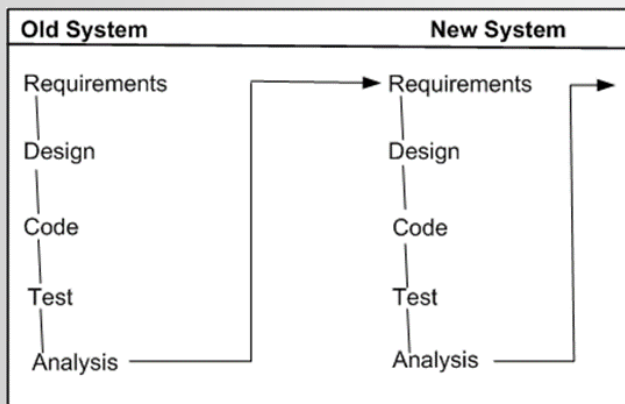 Old System New System
Requirements Requirements
Design Design
Code Code
Test Test
Analysis Analysis